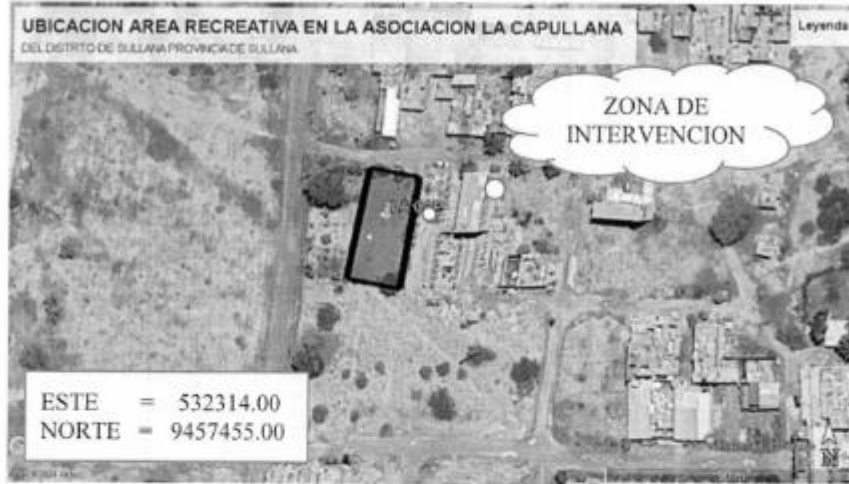 UBICACION AREA RECREATIVA EN LA ASOCIACION LA CAPULLANA
Leyenda
DEL DISTRITO DE SULLANA PROVINCIA DE SULLANA
ZONA DE
INTERVENCION
ESTE = 532314.00
NORTE = 9457455.00
N